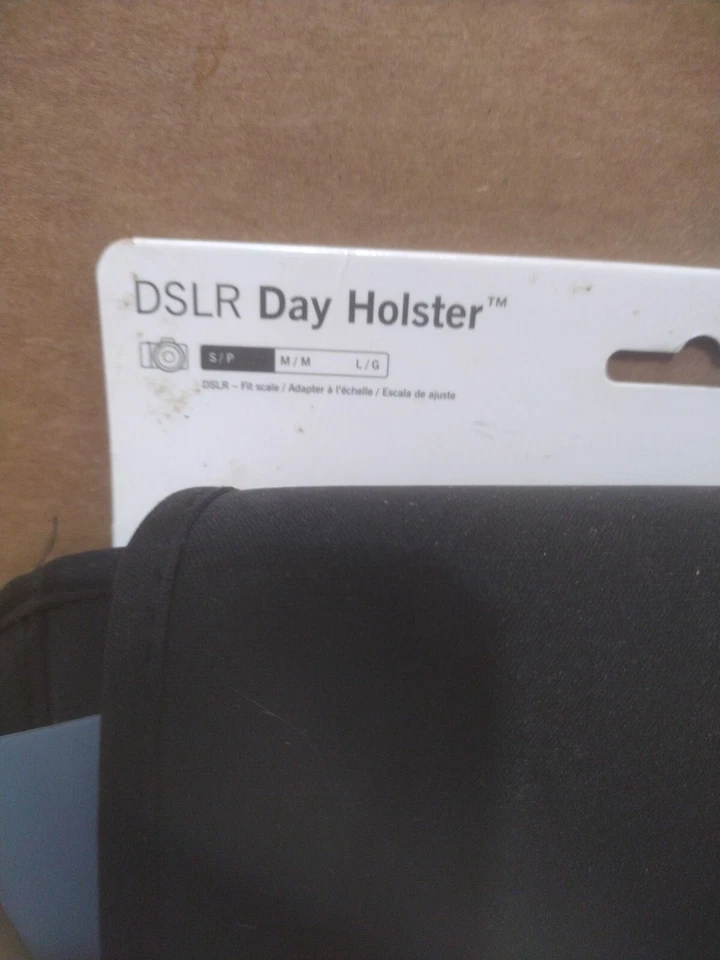 DSLR Day Holster™
S/P M/M L/G
DSLR – Fit scale / Adapter à l'échelle / Escala de ajuste